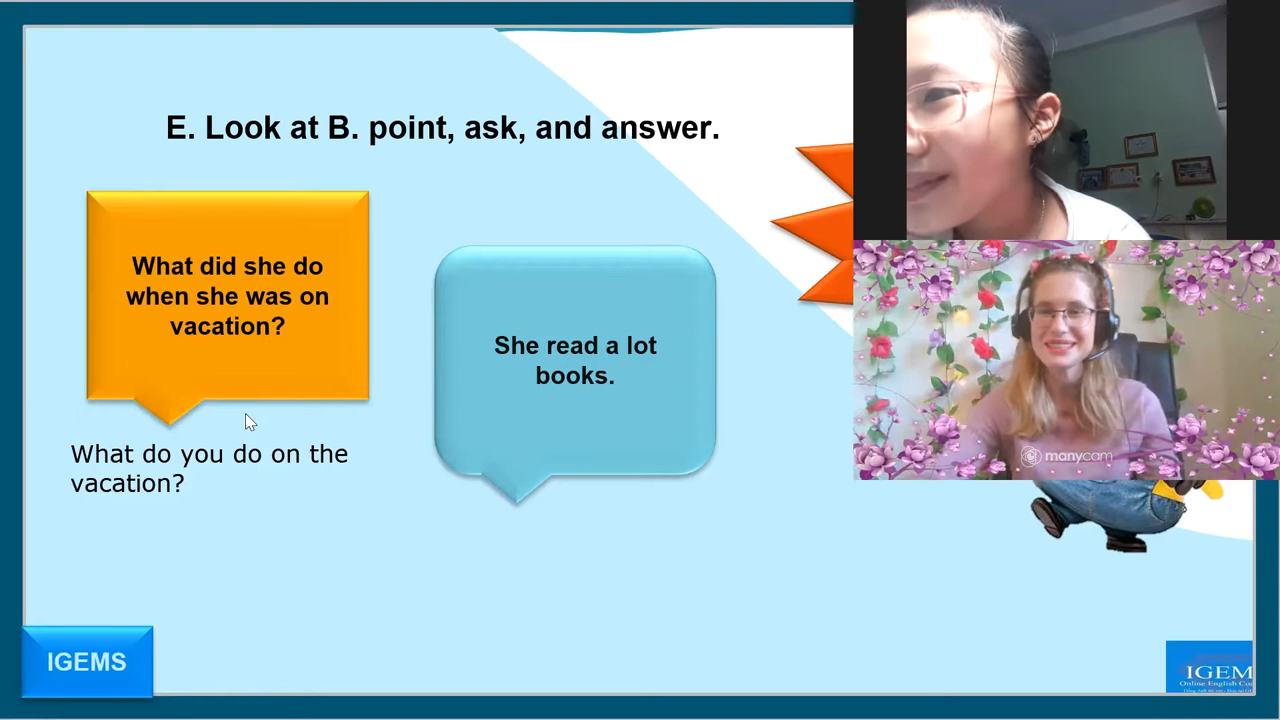 E. Look at B. point, ask, and answer.
What did she do
when she was on
vacation?
She read a lot
books.
What do you do on the
vacation?
manycam
IGEMS
IGEM
Online English Co